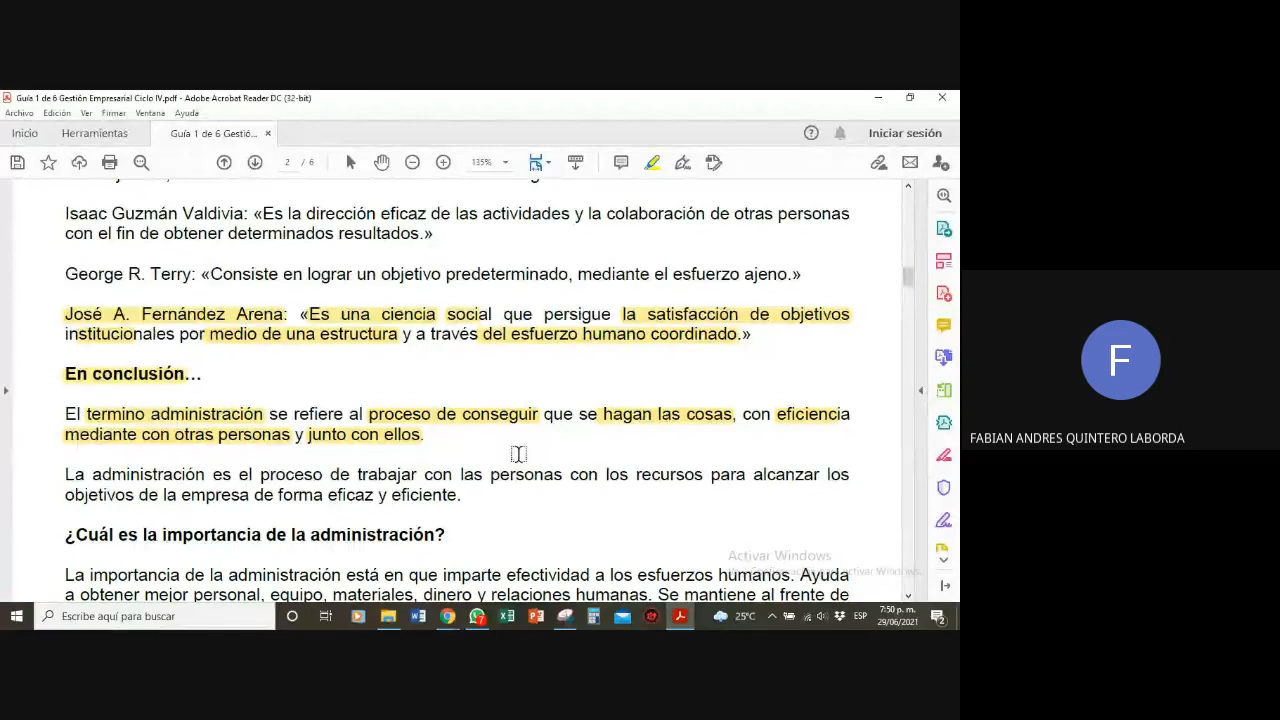 Guía 1 de 6 Gestión Empresarial Ciclo IV.pdf - Adobe Acrobat Reader DC (32-bit)
Archivo Edición Ver Firmar Ventana Ayuda
Inicio Herramientas Guía 1 de 6 Gestió... × Iniciar sesión
2 / 6 135%
Isaac Guzmán Valdivia: «Es la dirección eficaz de las actividades y la colaboración de otras personas
con el fin de obtener determinados resultados.»
George R. Terry: «Consiste en lograr un objetivo predeterminado, mediante el esfuerzo ajeno.»
José A. Fernández Arena: «Es una ciencia social que persigue la satisfacción de objetivos
institucionales por medio de una estructura y a través del esfuerzo humano coordinado.»
En conclusión...
El termino administración se refiere al proceso de conseguir que se hagan las cosas, con eficiencia
mediante con otras personas y junto con ellos.
La administración es el proceso de trabajar con las personas con los recursos para alcanzar los
objetivos de la empresa de forma eficaz y eficiente.
¿Cuál es la importancia de la administración?
Activar Windows
La importancia de la administración está en que imparte efectividad a los esfuerzos humanos. Ayuda
a obtener mejor personal, equipo, materiales, dinero y relaciones humanas. Se mantiene al frente de
Escribe aquí para buscar
25°C ESP 7:50 p. m.
29/06/2021
F
FABIAN ANDRES QUINTERO LABORDA